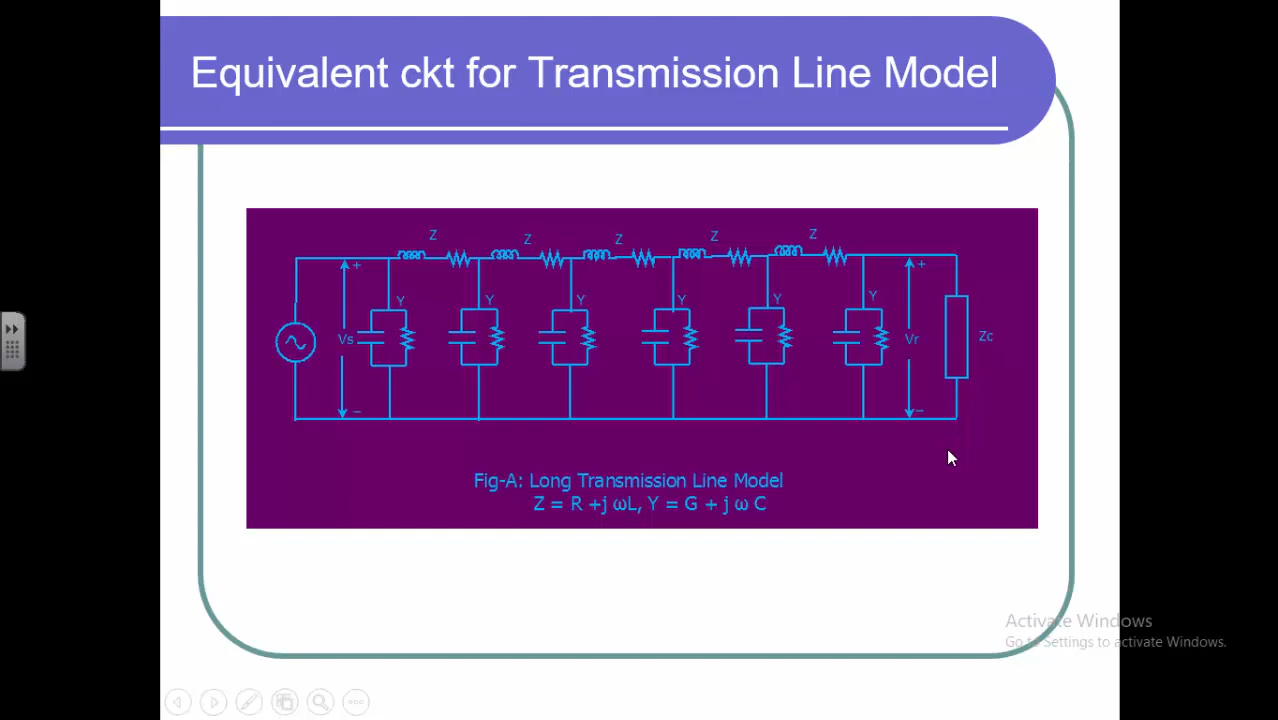 Equivalent ckt for Transmission Line Model
Z Z Z Z Z
+ +
Y Y Y Y Y Y
Vs Vr Zc
– –
Fig-A: Long Transmission Line Model
Z = R +j ωL, Y = G + j ω C
Activate Windows
Go to Settings to activate Windows.